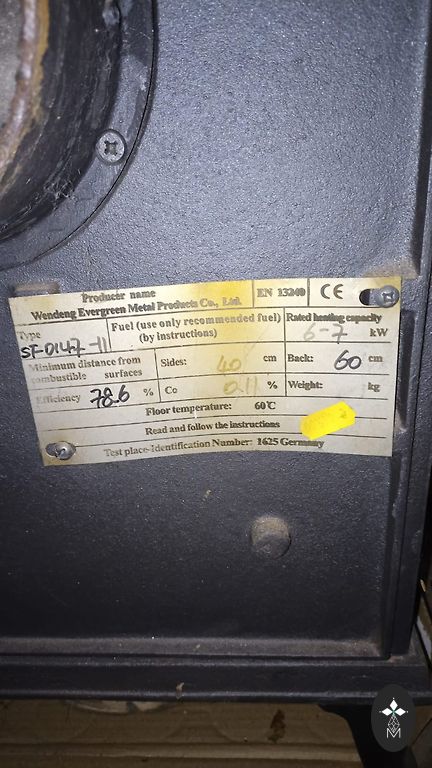 Producer name
Wendeng Evergreen Metal Products Co., Ltd.
EN 13240
CE
Type
ST-0147-11
Fuel (use only recommended fuel)
(by instructions)
Rated heating capacity
6-7 kW
Minimum distance from
combustible surfaces
Sides: 40 cm
Back: 60 cm
Efficiency 78.6 %
Co 0.11 %
Weight: kg
Floor temperature: 60℃
Read and follow the instructions
Test place-Identification Number: 1625 Germany
M